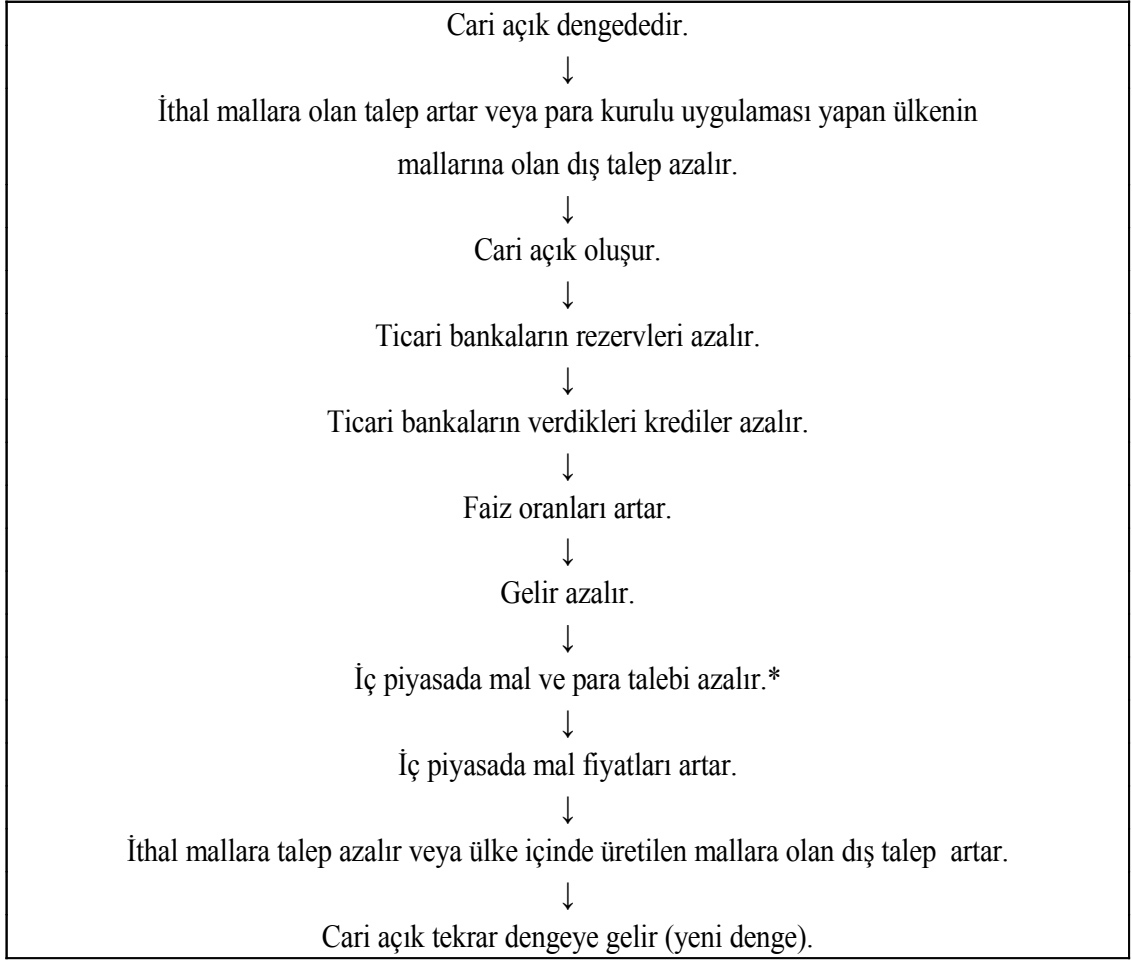 Cari açık dengededir.
↓
İthal mallara olan talep artar veya para kurulu uygulaması yapan ülkenin
mallarına olan dış talep azalır.
↓
Cari açık oluşur.
↓
Ticari bankaların rezervleri azalır.
↓
Ticari bankaların verdikleri krediler azalır.
↓
Faiz oranları artar.
↓
Gelir azalır.
↓
İç piyasada mal ve para talebi azalır.*
↓
İç piyasada mal fiyatları artar.
↓
İthal mallara talep azalır veya ülke içinde üretilen mallara olan dış talep artar.
↓
Cari açık tekrar dengeye gelir (yeni denge).